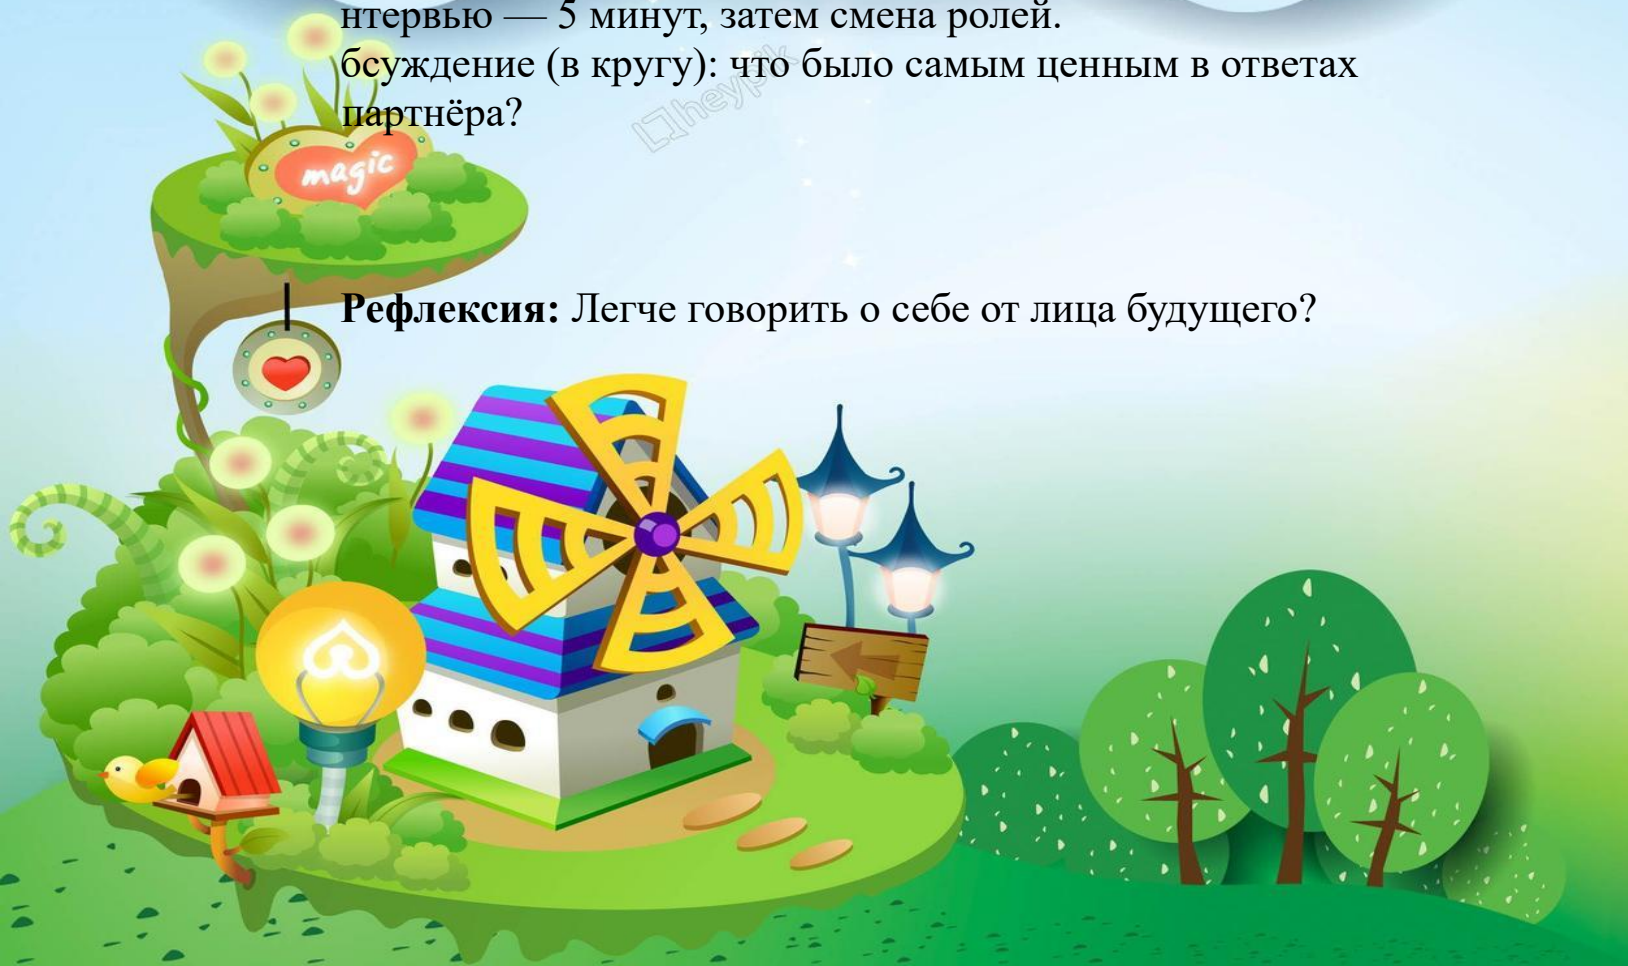 нтервью — 5 минут, затем смена ролей.
бсуждение (в кругу): что было самым ценным в ответах
партнёра?
heypik
magic
Рефлексия: Легче говорить о себе от лица будущего?